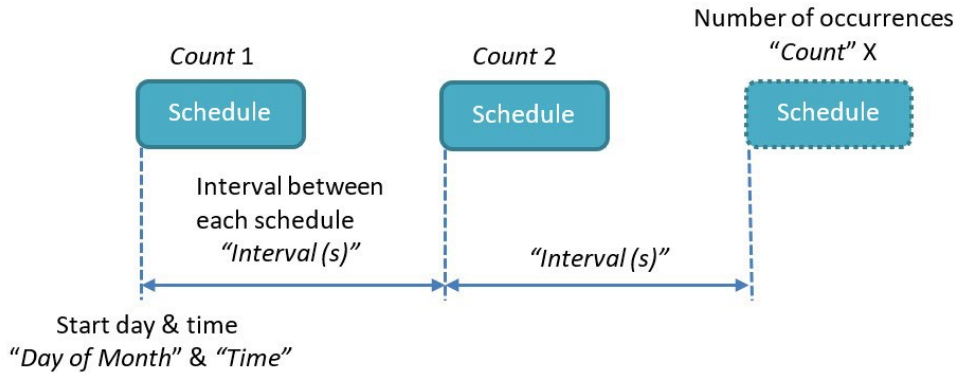 Number of occurrences
“Count” X
Count 1
Count 2
Schedule
Schedule
Schedule
Interval between
each schedule
“Interval (s)”
“Interval (s)”
Start day & time
“Day of Month” & “Time”